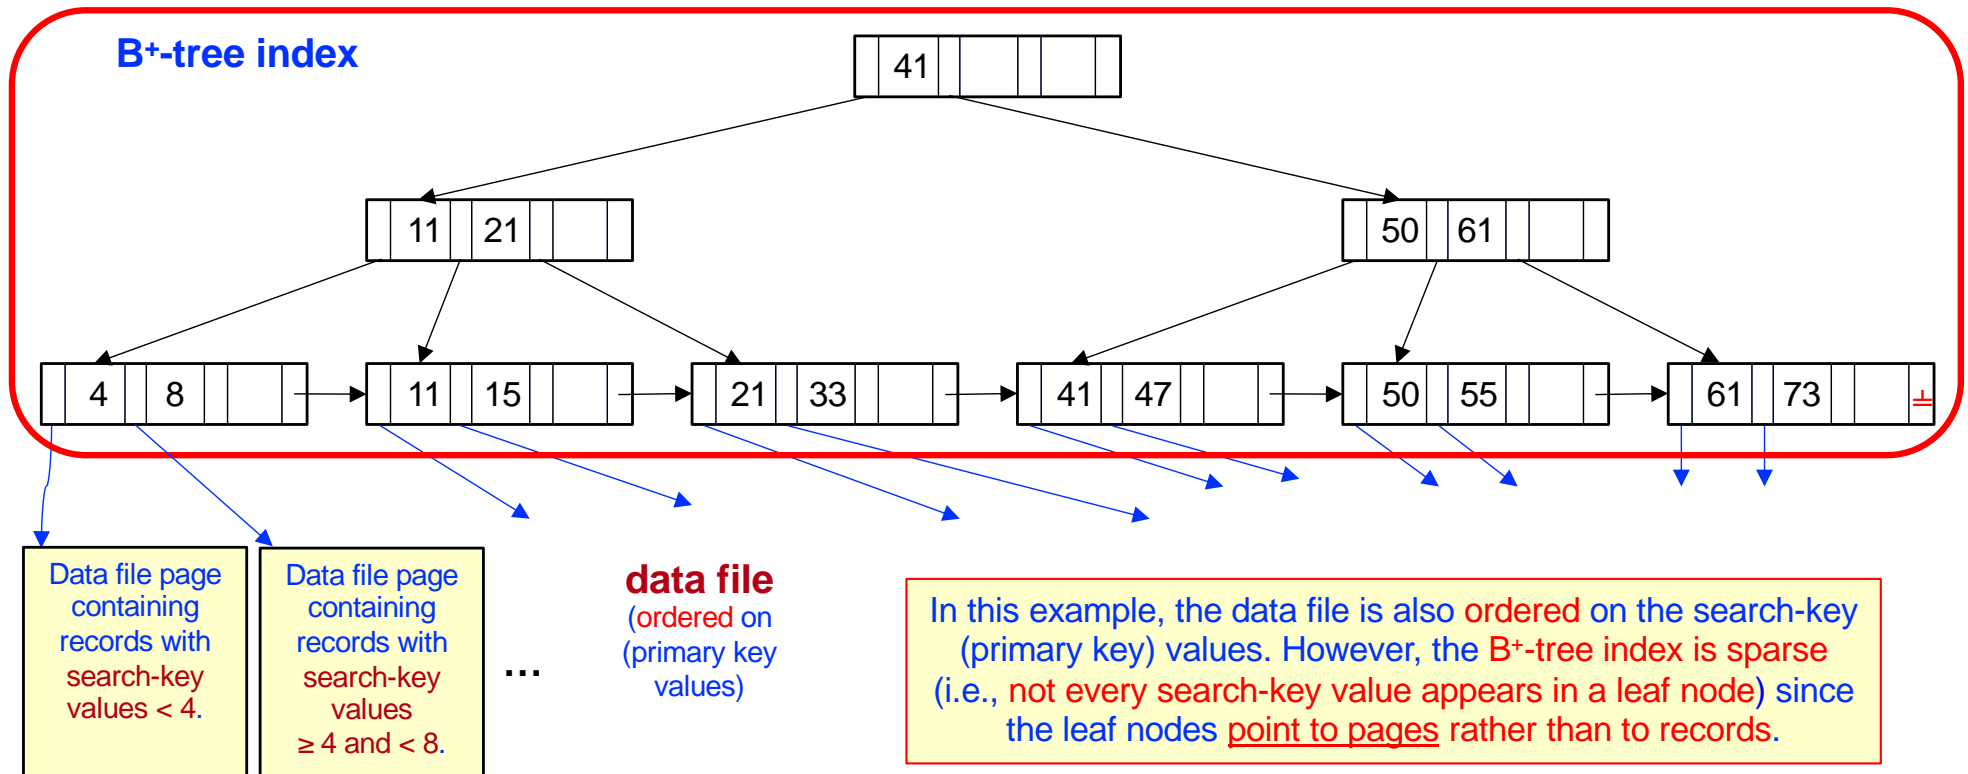 B+-tree index
41
11 21
50 61
4 8
11 15
21 33
41 47
50 55
61 73
Data file page
containing
records with
search-key
values < 4.
Data file page
containing
records with
search-key
values
≥ 4 and < 8.
...
data file
(ordered on
(primary key
values)
In this example, the data file is also ordered on the search-key
(primary key) values. However, the B+-tree index is sparse
(i.e., not every search-key value appears in a leaf node) since
the leaf nodes point to pages rather than to records.